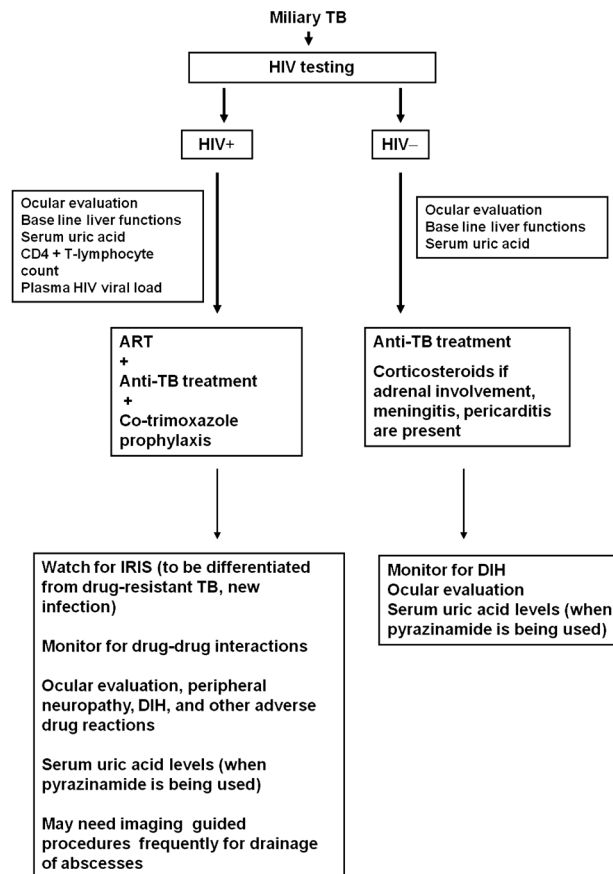 Miliary TB
HIV testing
HIV+
HIV–
Ocular evaluation
Base line liver functions
Serum uric acid
CD4 + T-lymphocyte
count
Plasma HIV viral load
Ocular evaluation
Base line liver functions
Serum uric acid
ART
+
Anti-TB treatment
+
Co-trimoxazole
prophylaxis
Anti-TB treatment
Corticosteroids if
adrenal involvement,
meningitis, pericarditis
are present
Watch for IRIS (to be differentiated
from drug-resistant TB, new
infection)
Monitor for drug-drug interactions
Ocular evaluation, peripheral
neuropathy, DIH, and other adverse
drug reactions
Serum uric acid levels (when
pyrazinamide is being used)
May need imaging guided
procedures frequently for drainage
of abscesses
Monitor for DIH
Ocular evaluation
Serum uric acid levels (when
pyrazinamide is being used)